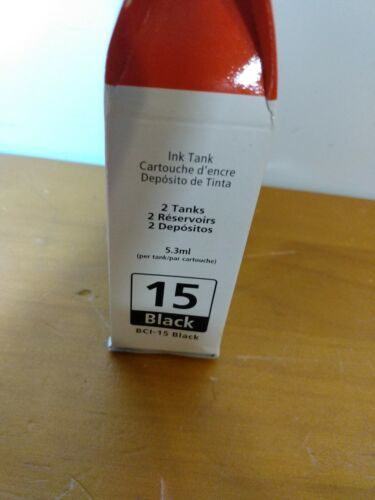 Ink Tank
Cartouche d'encre
Depósito de Tinta
2 Tanks
2 Réservoirs
2 Depósitos
5.3ml
(per tank/par cartouche)
15
Black
BCI-15 Black